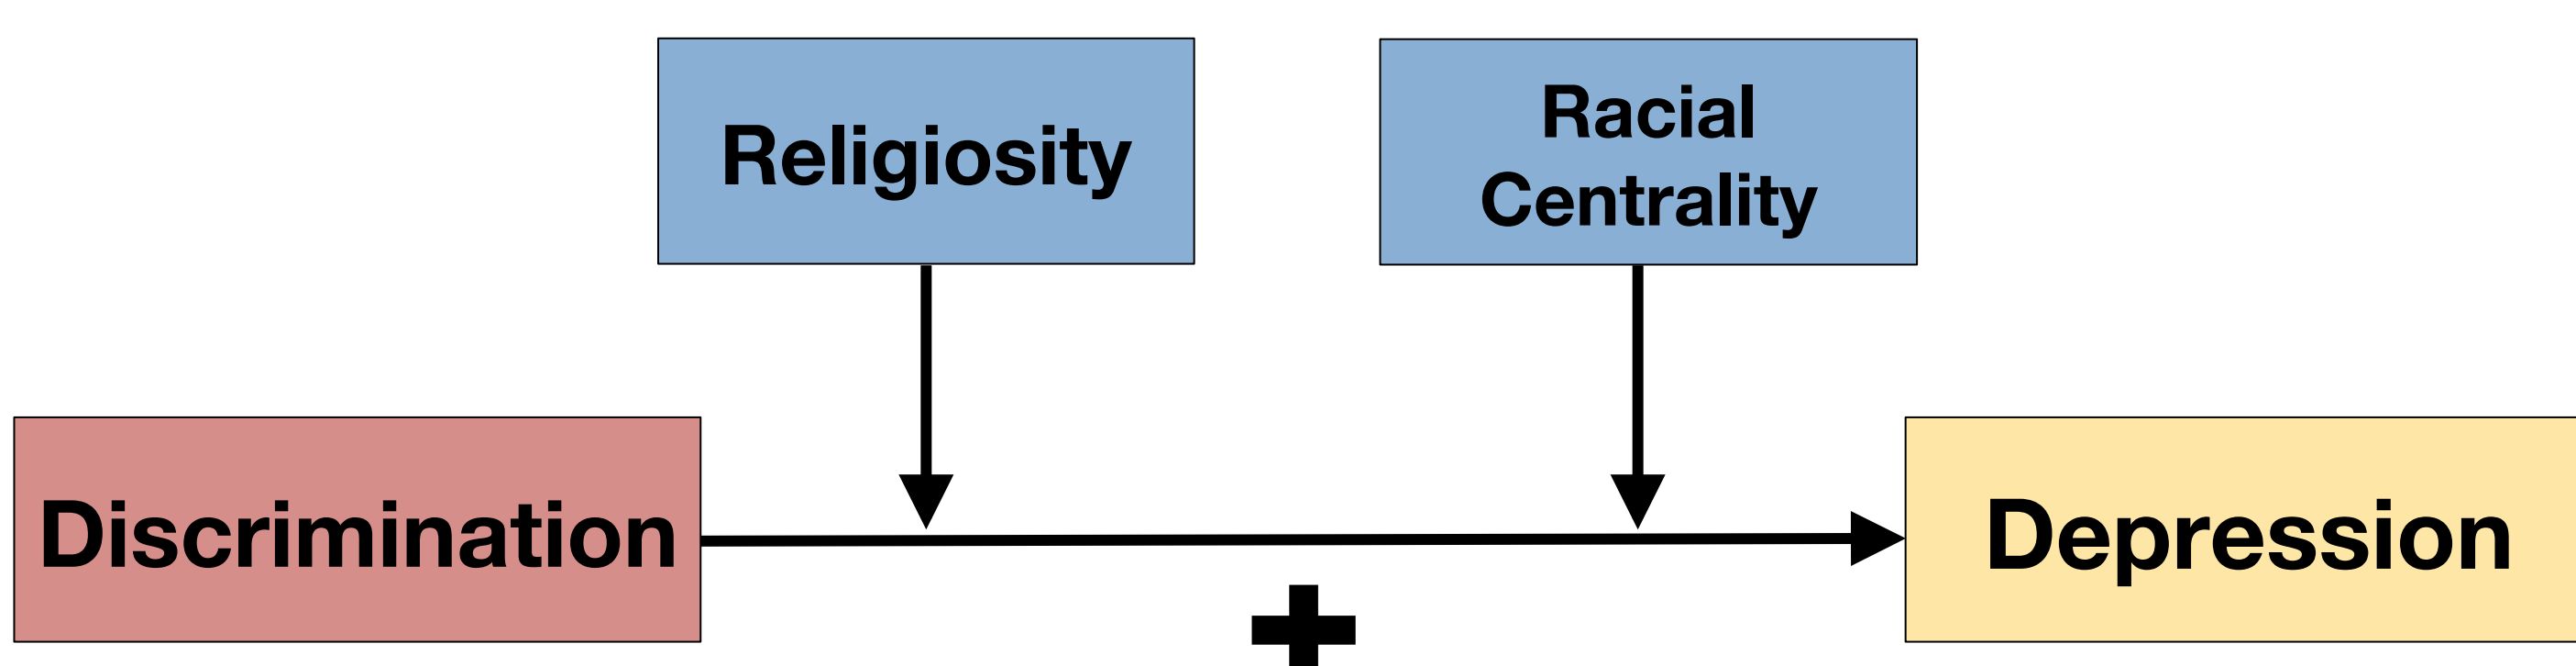 Religiosity
Racial
Centrality
Discrimination
Depression
+